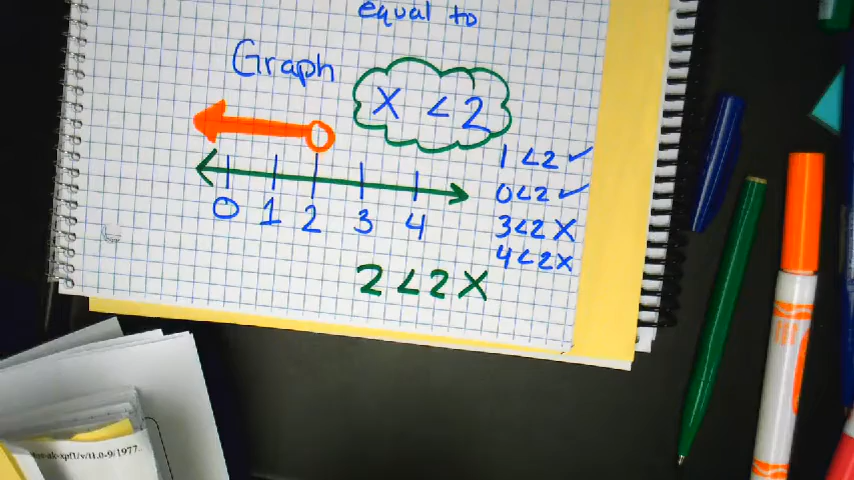 equal to
Graph
X < 2
1 < 2 ✓
0 < 2 ✓
3 < 2 X
4 < 2 X
0 1 2 3 4
2 < 2 X